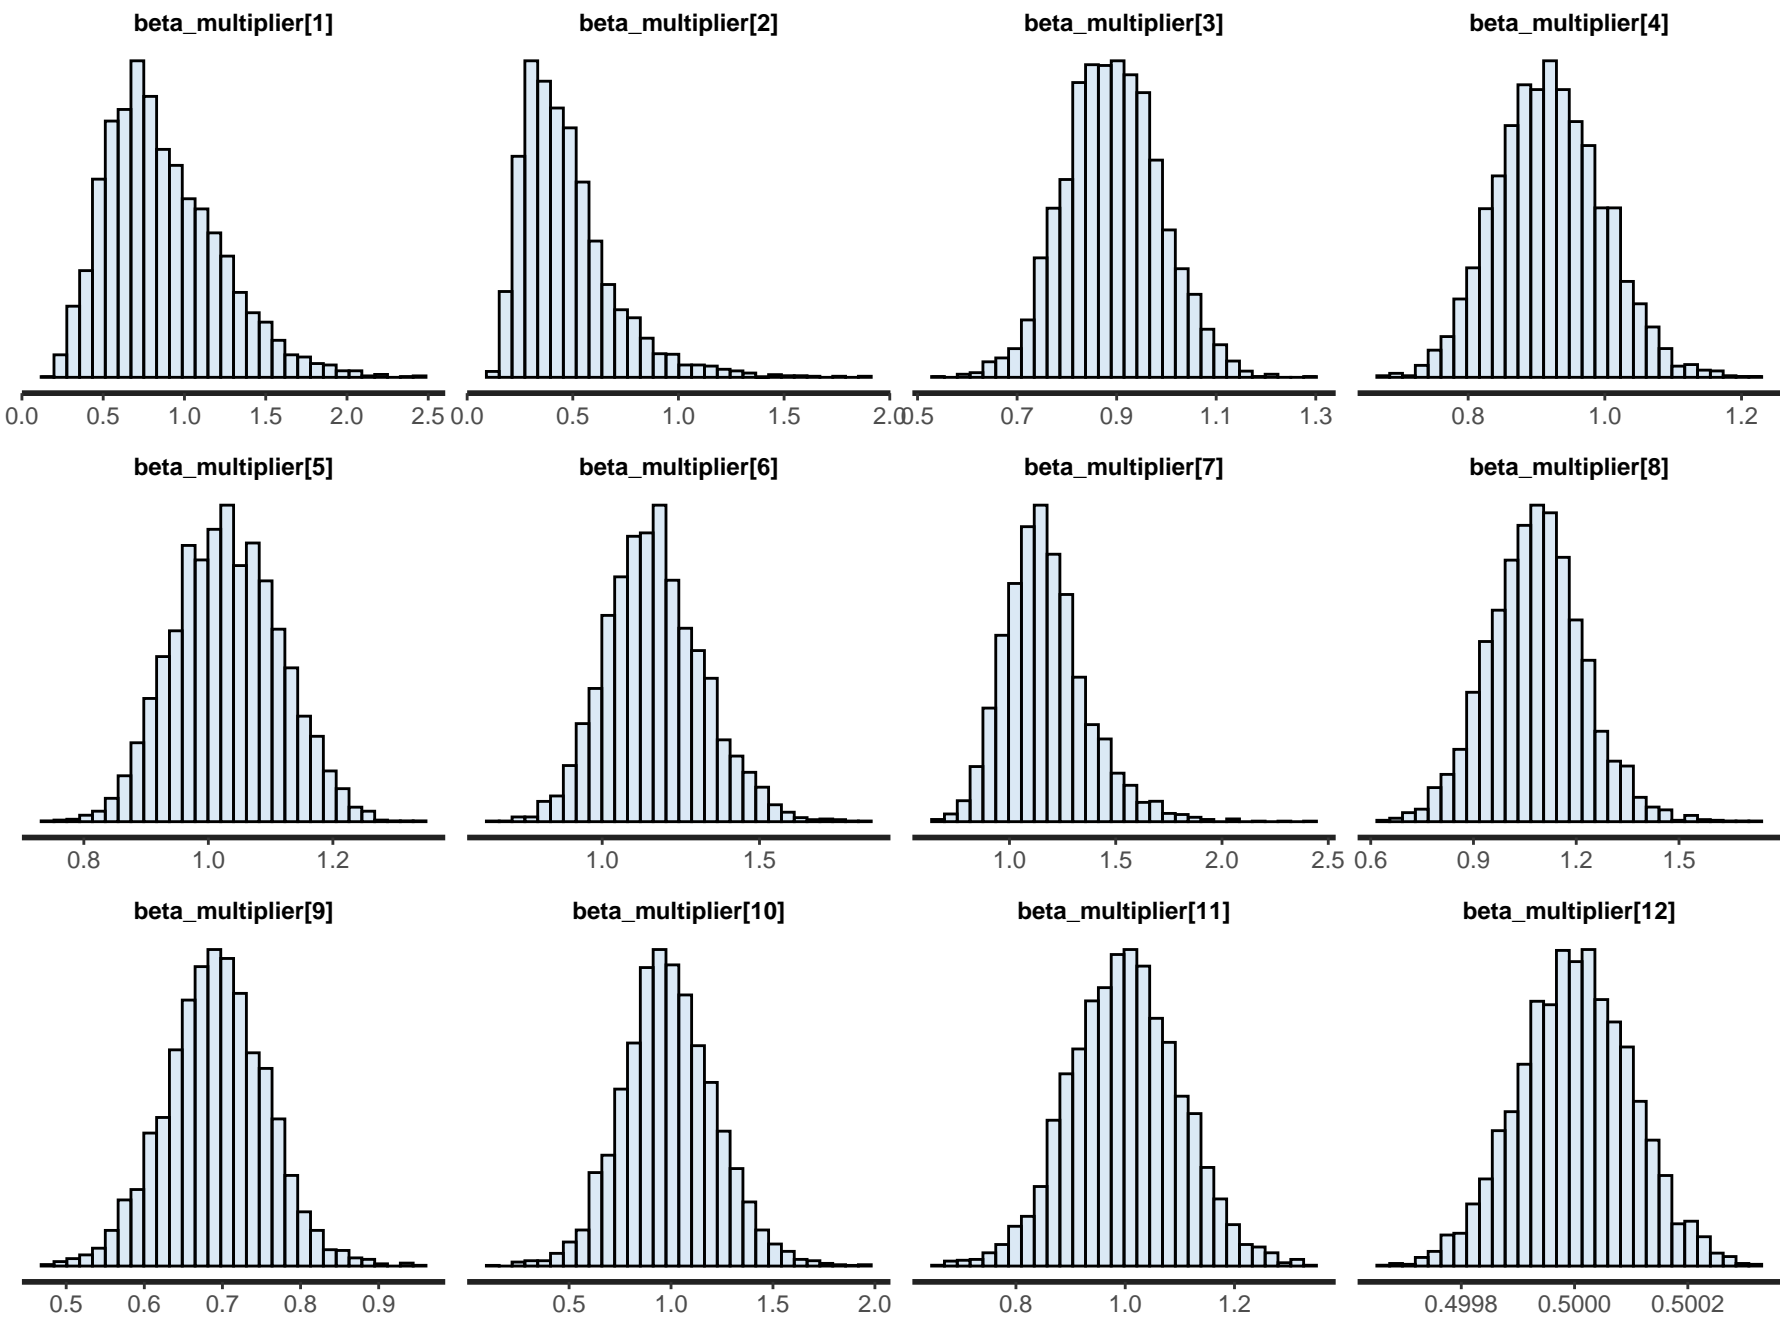 beta_multiplier[1] beta_multiplier[2] beta_multiplier[3] beta_multiplier[4]
0.0 0.5 1.0 1.5 2.0 2.5 0.0 0.5 1.0 1.5 2.0 0.5 0.7 0.9 1.1 1.3 0.8 1.0 1.2
beta_multiplier[5] beta_multiplier[6] beta_multiplier[7] beta_multiplier[8]
0.8 1.0 1.2 1.0 1.5 1.0 1.5 2.0 2.5 0.6 0.9 1.2 1.5
beta_multiplier[9] beta_multiplier[10] beta_multiplier[11] beta_multiplier[12]
0.5 0.6 0.7 0.8 0.9 0.5 1.0 1.5 2.0 0.8 1.0 1.2 0.4998 0.5000 0.5002